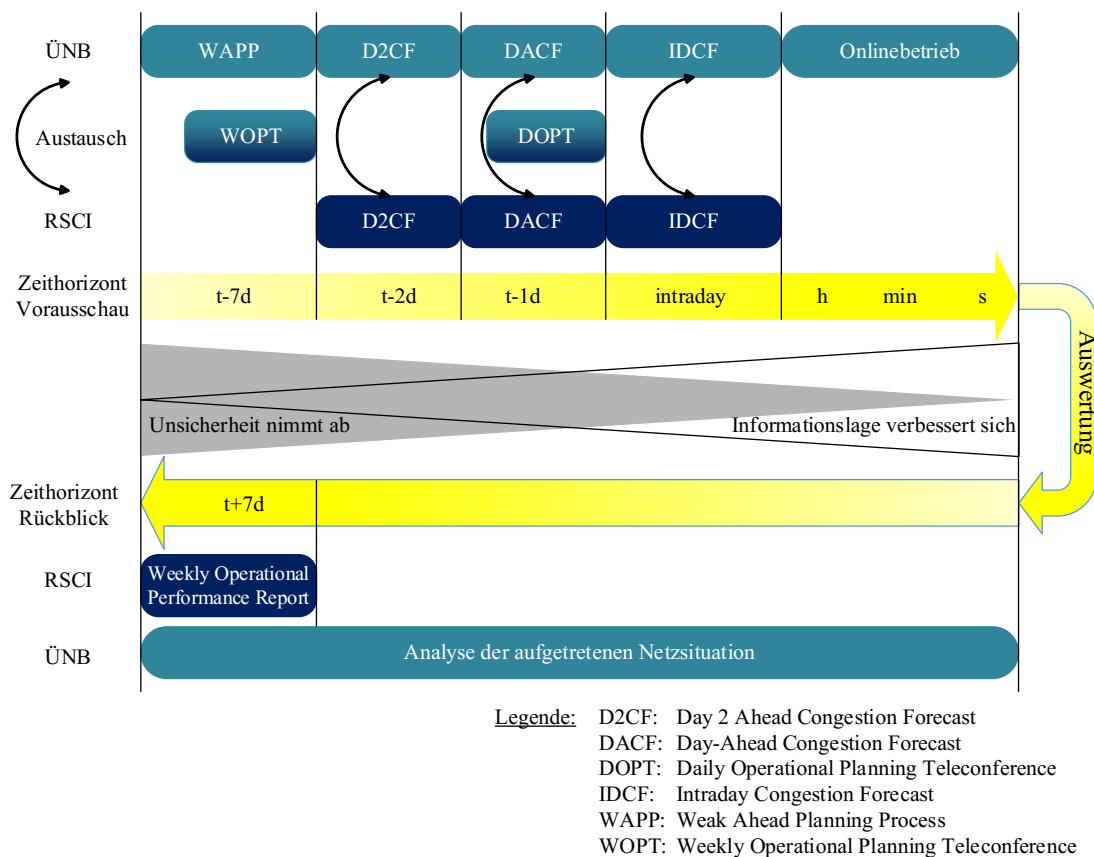 ÜNB WAPP D2CF DACF IDCF Onlinebetrieb
Austausch WOPT DOPT
RSCI D2CF DACF IDCF
Zeithorizont
Vorausschau
t-7d t-2d t-1d intraday h min s
Auswertung
Unsicherheit nimmt ab Informationslage verbessert sich
Zeithorizont
Rückblick
t+7d
RSCI
Weekly Operational
Performance Report
ÜNB Analyse der aufgetretenen Netzsituation
Legende: D2CF: Day 2 Ahead Congestion Forecast
DACF: Day-Ahead Congestion Forecast
DOPT: Daily Operational Planning Teleconference
IDCF: Intraday Congestion Forecast
WAPP: Weak Ahead Planning Process
WOPT: Weekly Operational Planning Teleconference